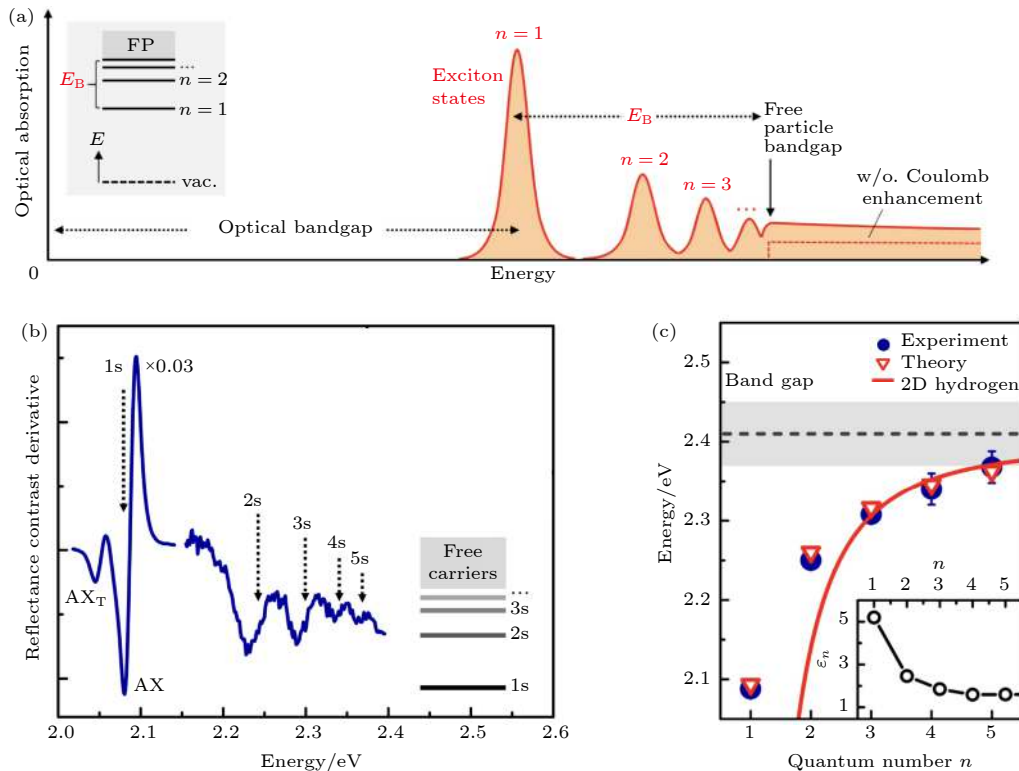 (a)
Optical absorption
FP
E_B
...
n = 2
n = 1
E
vac.
n = 1
Exciton
states
E_B
n = 2
n = 3
...
Free
particle
bandgap
w/o. Coulomb
enhancement
Optical bandgap
0
Energy
(b)
Reflectance contrast derivative
1s
×0.03
AX_T
AX
2s
3s
4s
5s
Free
carriers
...
3s
2s
1s
2.0 2.1 2.2 2.3 2.4 2.5 2.6
Energy/eV
(c)
Experiment
Theory
2D hydrogen
Band gap
Energy/eV
2.5
2.4
2.3
2.2
2.1
n
1 2 3 4 5
ε_n
5
3
1
1 2 3 4 5
Quantum number n